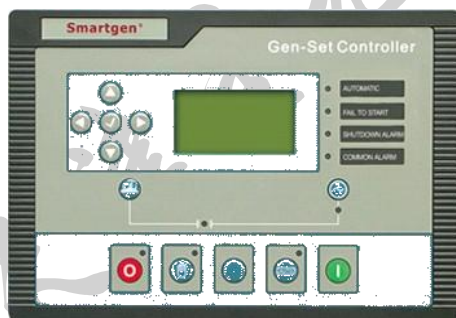 Smartgen®
Gen-Set Controller
AUTOMATIC
FAIL TO START
SHUTDOWN ALARM
COMMON ALARM